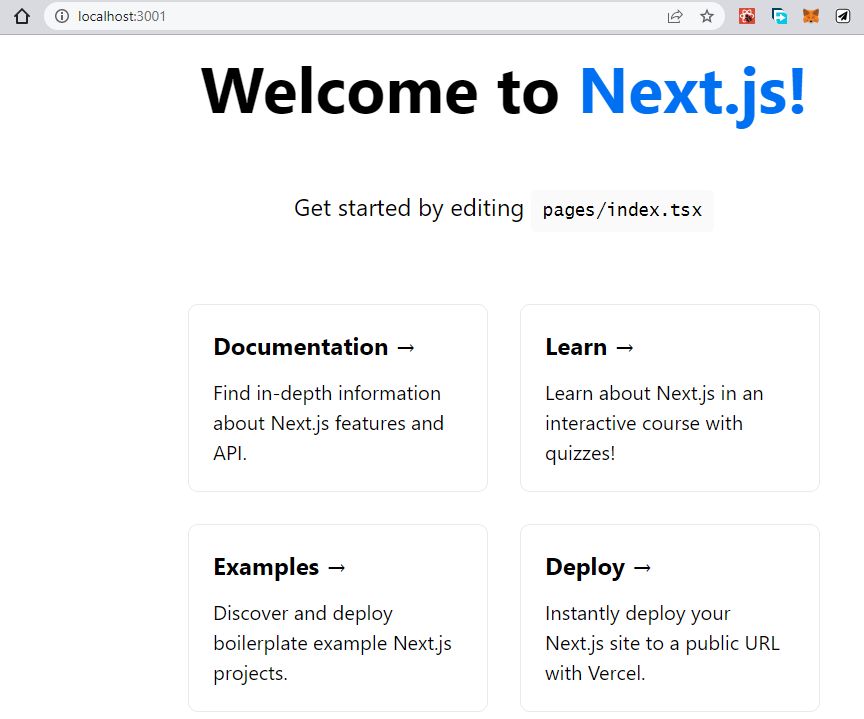 localhost:3001
Welcome to Next.js!
Get started by editing pages/index.tsx
Documentation →
Find in-depth information
about Next.js features and
API.
Learn →
Learn about Next.js in an
interactive course with
quizzes!
Examples →
Discover and deploy
boilerplate example Next.js
projects.
Deploy →
Instantly deploy your
Next.js site to a public URL
with Vercel.